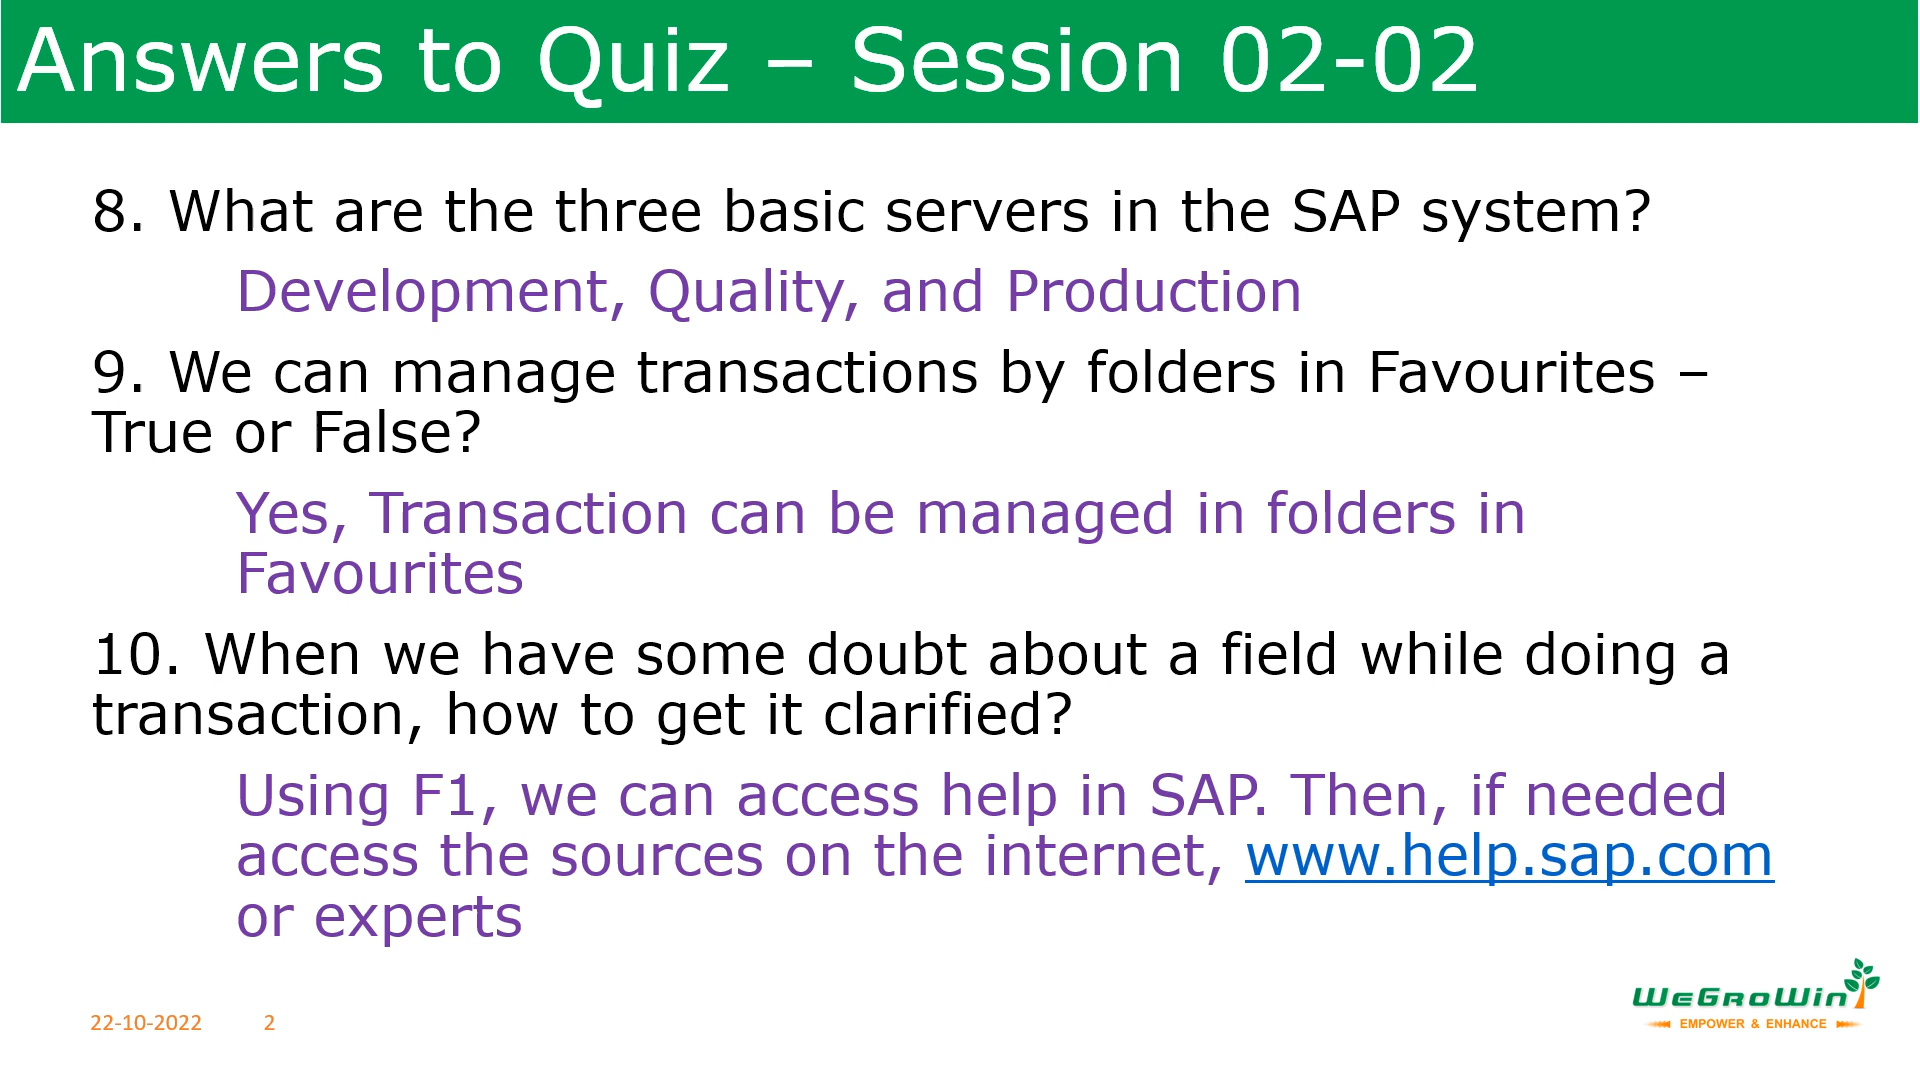 Answers to Quiz – Session 02-02
8. What are the three basic servers in the SAP system?
Development, Quality, and Production
9. We can manage transactions by folders in Favourites –
True or False?
Yes, Transaction can be managed in folders in
Favourites
10. When we have some doubt about a field while doing a
transaction, how to get it clarified?
Using F1, we can access help in SAP. Then, if needed
access the sources on the internet, www.help.sap.com
or experts
WeGroWin
EMPOWER & ENHANCE
22-10-2022 2